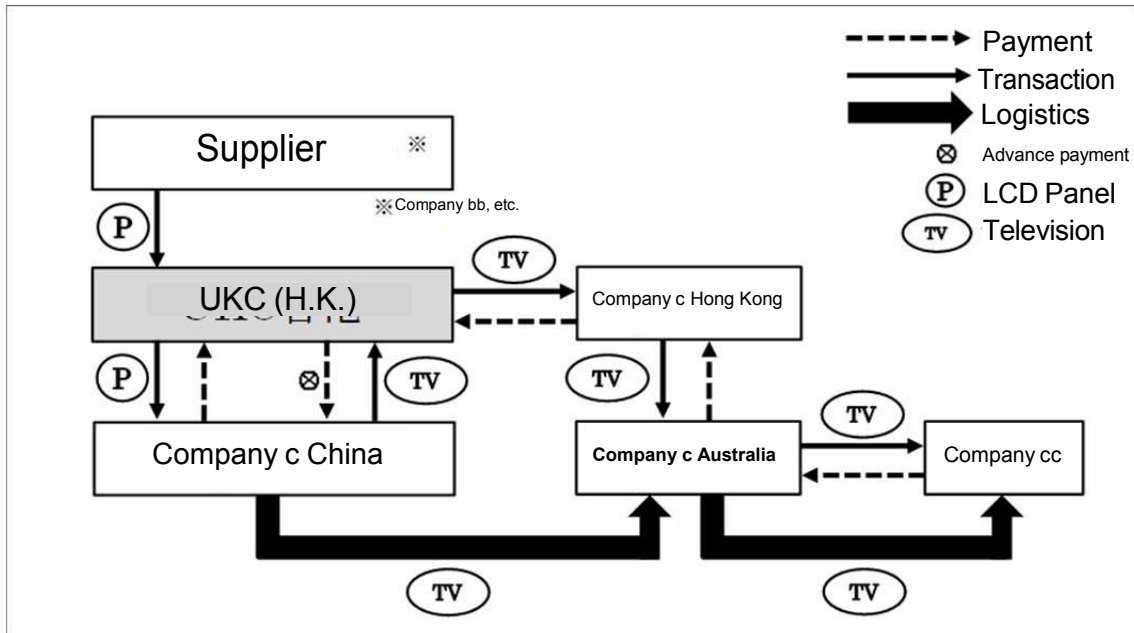 Payment
Transaction
Logistics
Advance payment
P LCD Panel
TV Television
Supplier ※
※Company bb, etc.
P
TV
UKC (H.K.)
Company c Hong Kong
P
TV
TV
TV
Company c China
Company c Australia
Company cc
TV
TV